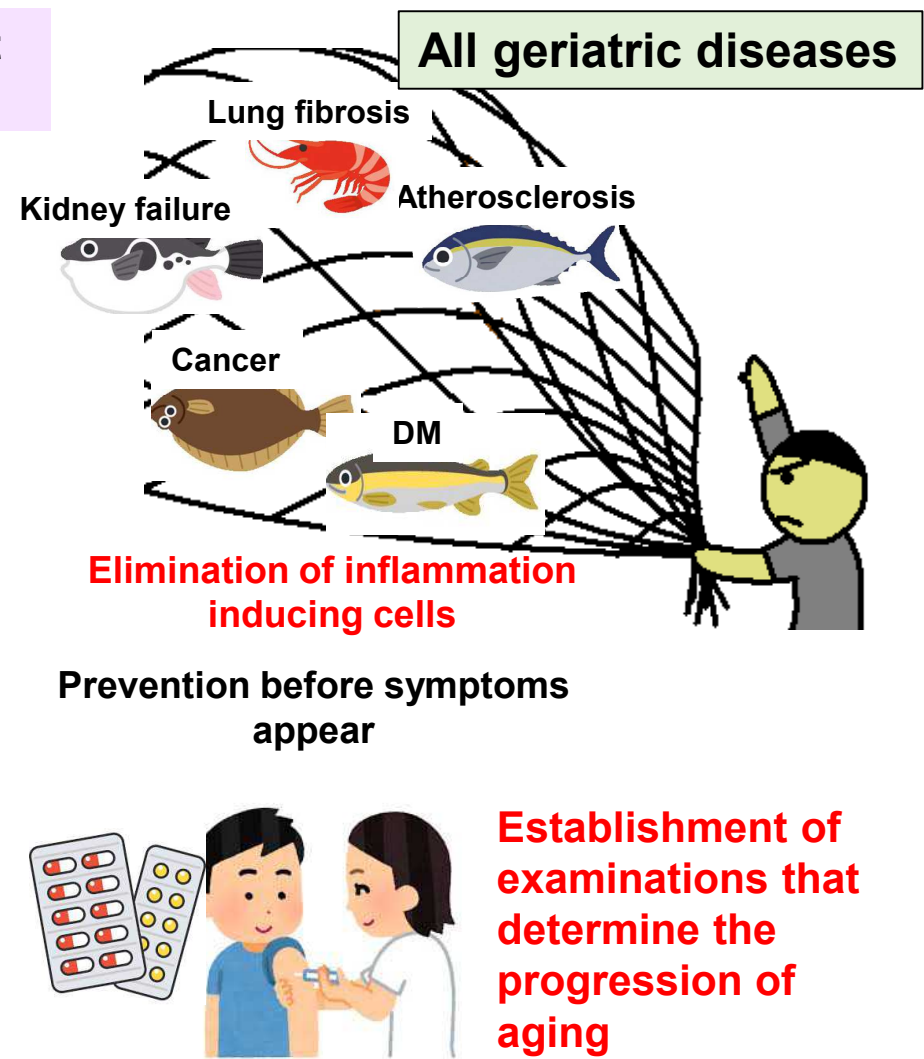 All geriatric diseases
Lung fibrosis
Kidney failure
Atherosclerosis
Cancer
DM
Elimination of inflammation
inducing cells
Prevention before symptoms
appear
Establishment of
examinations that
determine the
progression of
aging